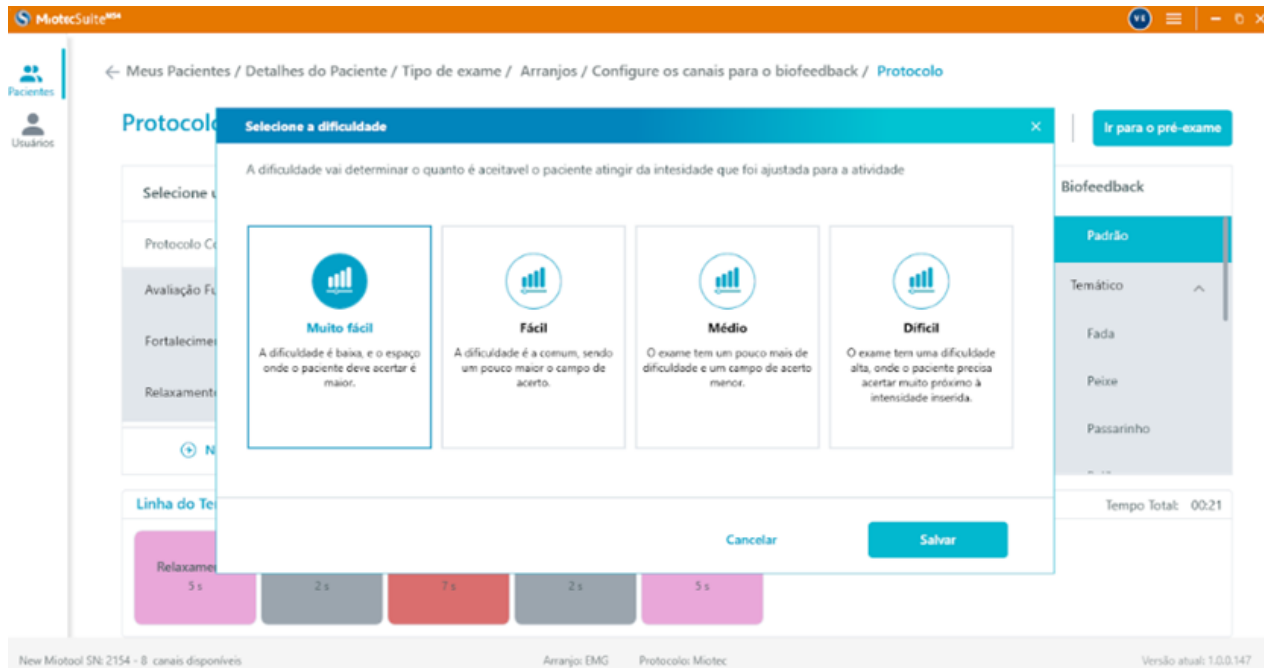 MiotecSuite MS4
VE
Pacientes
Usuários
← Meus Pacientes / Detalhes do Paciente / Tipo de exame / Arranjos / Configure os canais para o biofeedback / Protocolo
Protocolo
Ir para o pré-exame
Selecione a dificuldade
A dificuldade vai determinar o quanto é aceitavel o paciente atingir da intesidade que foi ajustada para a atividade
Muito fácil
A dificuldade é baixa, e o espaço
onde o paciente deve acertar é
maior.
Fácil
A dificuldade é a comum, sendo
um pouco maior o campo de
acerto.
Médio
O exame tem um pouco mais de
dificuldade e um campo de acerto
menor.
Díficil
O exame tem uma dificuldade
alta, onde o paciente precisa
acertar muito próximo à
intensidade inserida.
Cancelar
Salvar
Selecione u
Protocolo Co
Avaliação Fu
Fortalecime
Relaxament
N
Biofeedback
Padrão
Temático
Fada
Peixe
Passarinho
Linha do Te
Tempo Total: 00:21
Relaxame
5 s
2 s
7 s
2 s
5 s
New Miotool SN: 2154 - 8 canais disponíveis
Arranjo: EMG
Protocolo: Miotec
Versão atual: 1.0.0.147